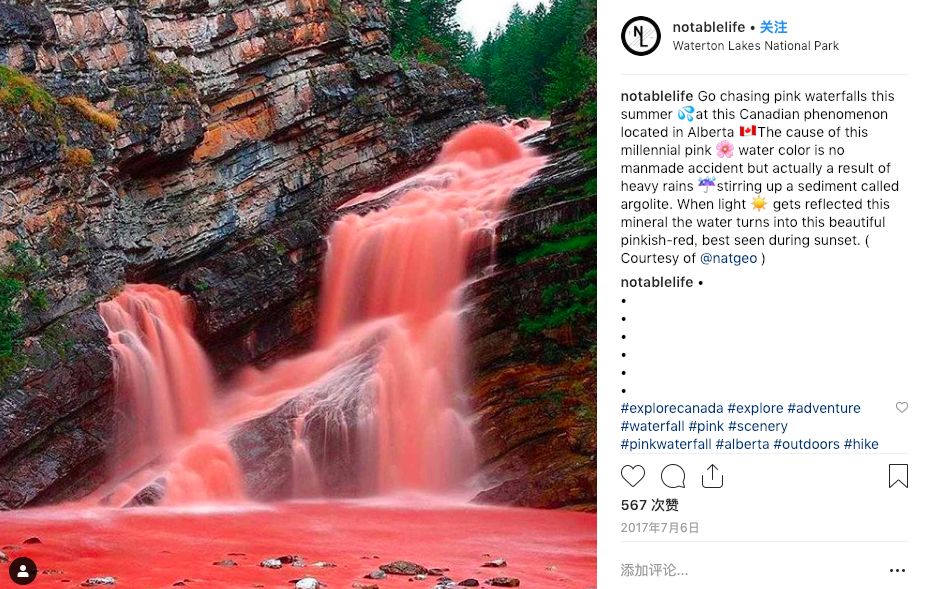 NL
notablelife • 关注
Waterton Lakes National Park
notablelife Go chasing pink waterfalls this
summer 💦at this Canadian phenomenon
located in Alberta 🇨🇦The cause of this
millennial pink 🌸 water color is no
manmade accident but actually a result of
heavy rains ☔stirring up a sediment called
argolite. When light ☀️ gets reflected this
mineral the water turns into this beautiful
pinkish-red, best seen during sunset. (
Courtesy of @natgeo )
notablelife •
•
•
•
•
•
•
#explorecanada #explore #adventure
#waterfall #pink #scenery
#pinkwaterfall #alberta #outdoors #hike
567 次赞
2017年7月6日
添加评论...